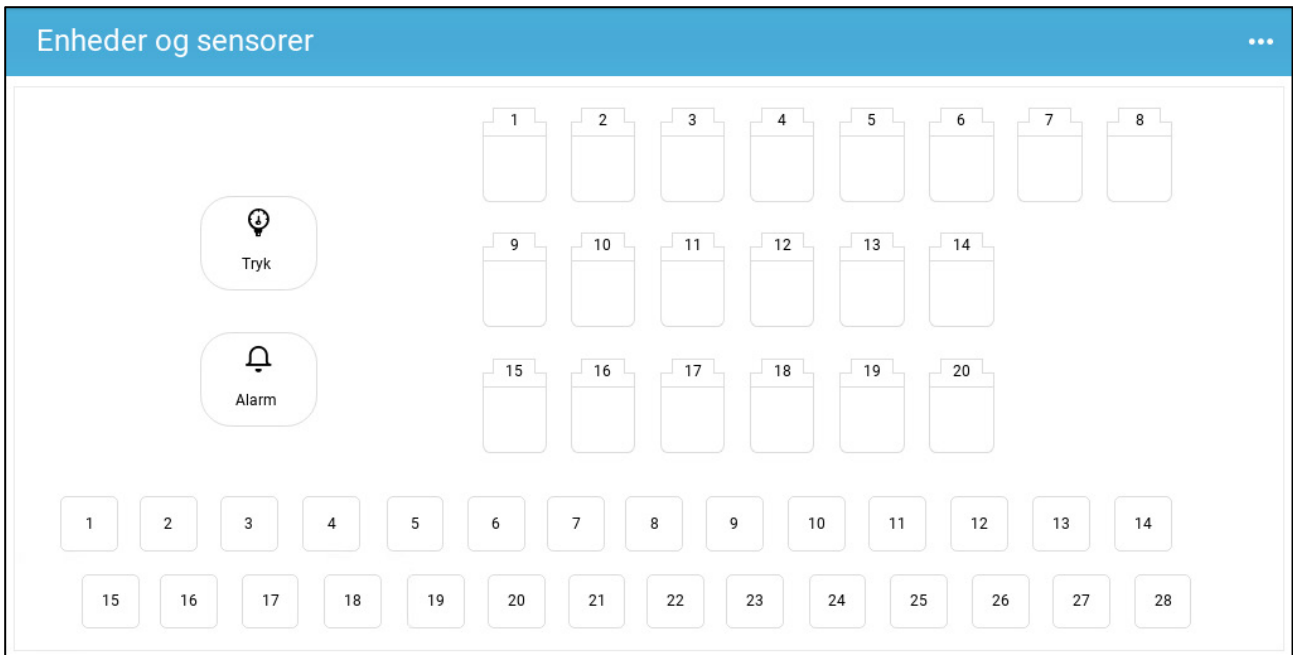 Enheder og sensorer
1 2 3 4 5 6 7 8
Tryk
9 10 11 12 13 14
Alarm
15 16 17 18 19 20
1 2 3 4 5 6 7 8 9 10 11 12 13 14
15 16 17 18 19 20 21 22 23 24 25 26 27 28